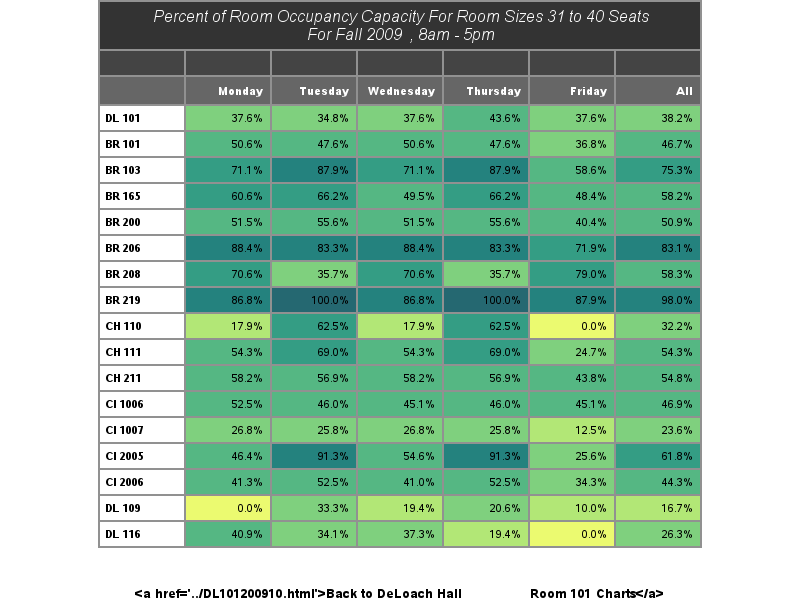 Percent of Room Occupancy Capacity For Room Sizes 31 to 40 Seats
For Fall 2009 , 8am - 5pm
Monday Tuesday Wednesday Thursday Friday All
DL 101 37.6% 34.8% 37.6% 43.6% 37.6% 38.2%
BR 101 50.6% 47.6% 50.6% 47.6% 36.8% 46.7%
BR 103 71.1% 87.9% 71.1% 87.9% 58.6% 75.3%
BR 165 60.6% 66.2% 49.5% 66.2% 48.4% 58.2%
BR 200 51.5% 55.6% 51.5% 55.6% 40.4% 50.9%
BR 206 88.4% 83.3% 88.4% 83.3% 71.9% 83.1%
BR 208 70.6% 35.7% 70.6% 35.7% 79.0% 58.3%
BR 219 86.8% 100.0% 86.8% 100.0% 87.9% 98.0%
CH 110 17.9% 62.5% 17.9% 62.5% 0.0% 32.2%
CH 111 54.3% 69.0% 54.3% 69.0% 24.7% 54.3%
CH 211 58.2% 56.9% 58.2% 56.9% 43.8% 54.8%
CI 1006 52.5% 46.0% 45.1% 46.0% 45.1% 46.9%
CI 1007 26.8% 25.8% 26.8% 25.8% 12.5% 23.6%
CI 2005 46.4% 91.3% 54.6% 91.3% 25.6% 61.8%
CI 2006 41.3% 52.5% 41.0% 52.5% 34.3% 44.3%
DL 109 0.0% 33.3% 19.4% 20.6% 10.0% 16.7%
DL 116 40.9% 34.1% 37.3% 19.4% 0.0% 26.3%
<a href='../DL101200910.html'>Back to DeLoach Hall Room 101 Charts</a>